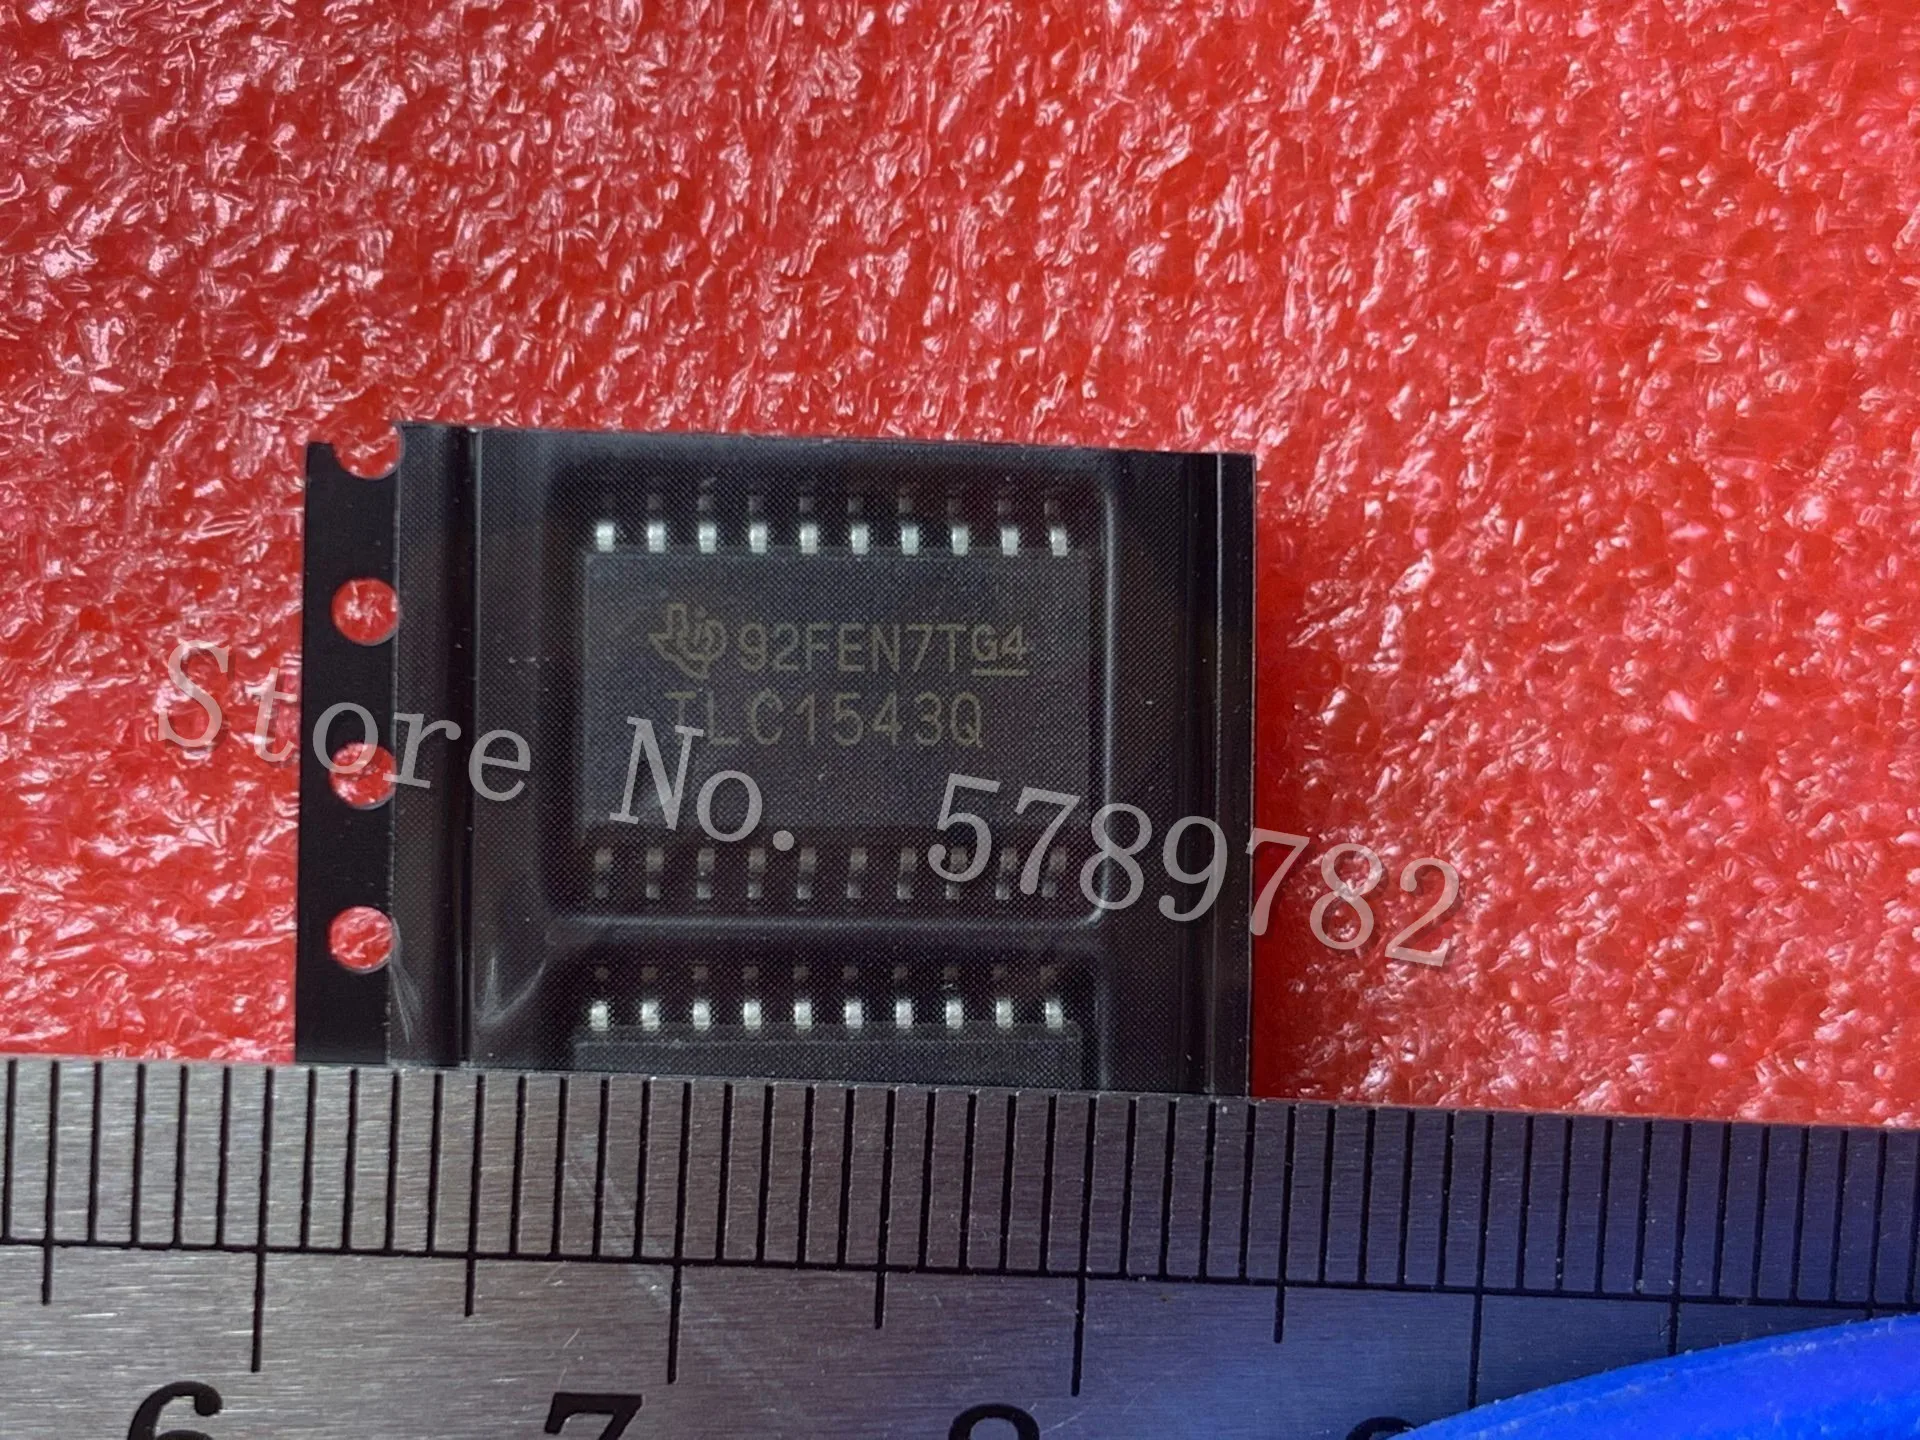 92FEN7TG4
TLC1543Q
Store No. 5789782
6
7
8